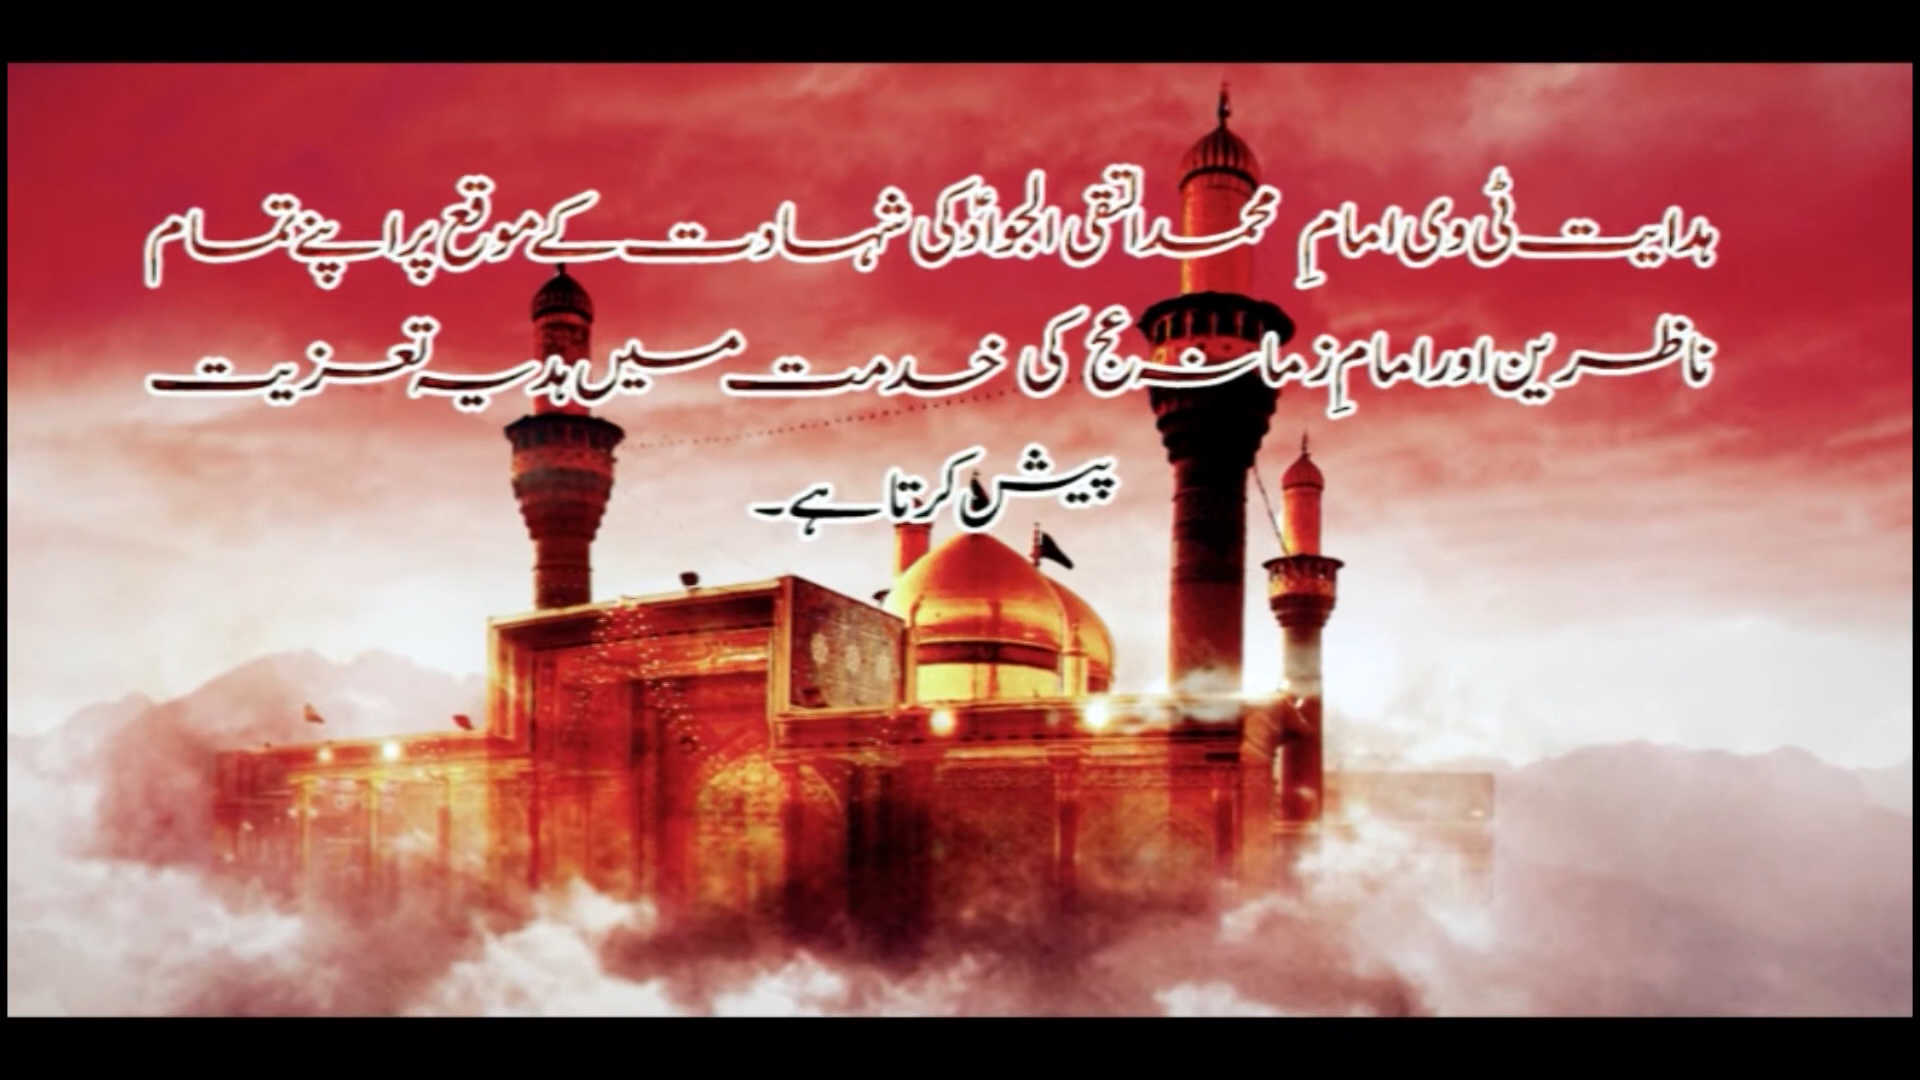 ہدایت ٹی وی امامِ محمد التقی الجوادؑ کی شہادت کے موقع پر اپنے تمام
ناظرین اور امامِ زمانہ عج کی خدمت میں ہدیہ تعزیت
پیش کرتا ہے۔